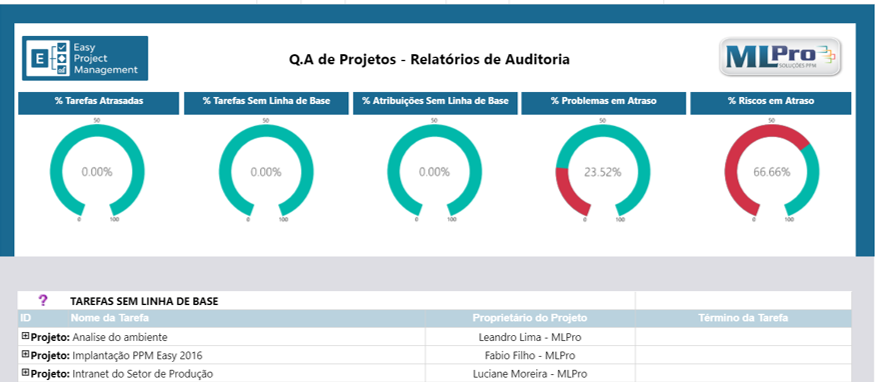 Easy
Project
Management
E
Q.A de Projetos - Relatórios de Auditoria
MLPro
SOLUÇÕES PPM
% Tarefas Atrasadas
% Tarefas Sem Linha de Base
% Atribuições Sem Linha de Base
% Problemas em Atraso
% Riscos em Atraso
50
0.00%
0
100
50
0.00%
0
100
50
0.00%
0
100
50
23.52%
0
100
50
66.66%
0
100
? TAREFAS SEM LINHA DE BASE
ID Nome da Tarefa Proprietário do Projeto Término da Tarefa
Projeto: Analise do ambiente Leandro Lima - MLPro
Projeto: Implantação PPM Easy 2016 Fabio Filho - MLPro
Projeto: Intranet do Setor de Produção Luciane Moreira - MLPro